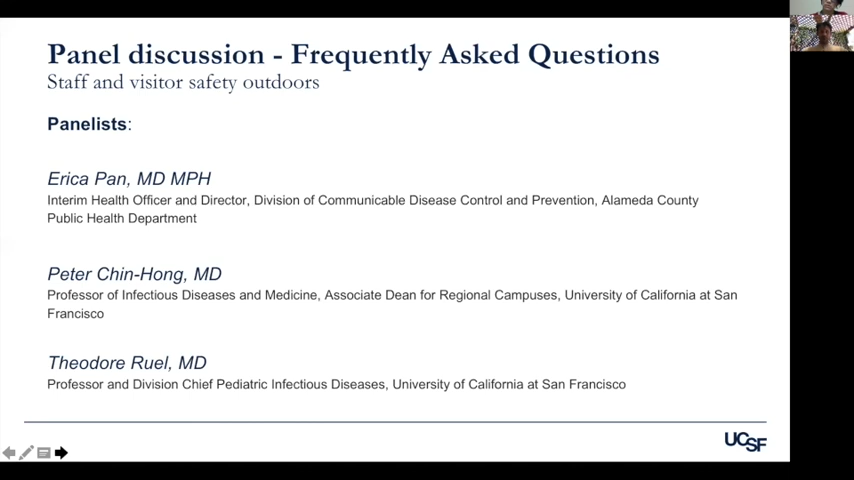 Panel discussion - Frequently Asked Questions
Staff and visitor safety outdoors
Panelists:
Erica Pan, MD MPH
Interim Health Officer and Director, Division of Communicable Disease Control and Prevention, Alameda County
Public Health Department
Peter Chin-Hong, MD
Professor of Infectious Diseases and Medicine, Associate Dean for Regional Campuses, University of California at San
Francisco
Theodore Ruel, MD
Professor and Division Chief Pediatric Infectious Diseases, University of California at San Francisco
UCSF